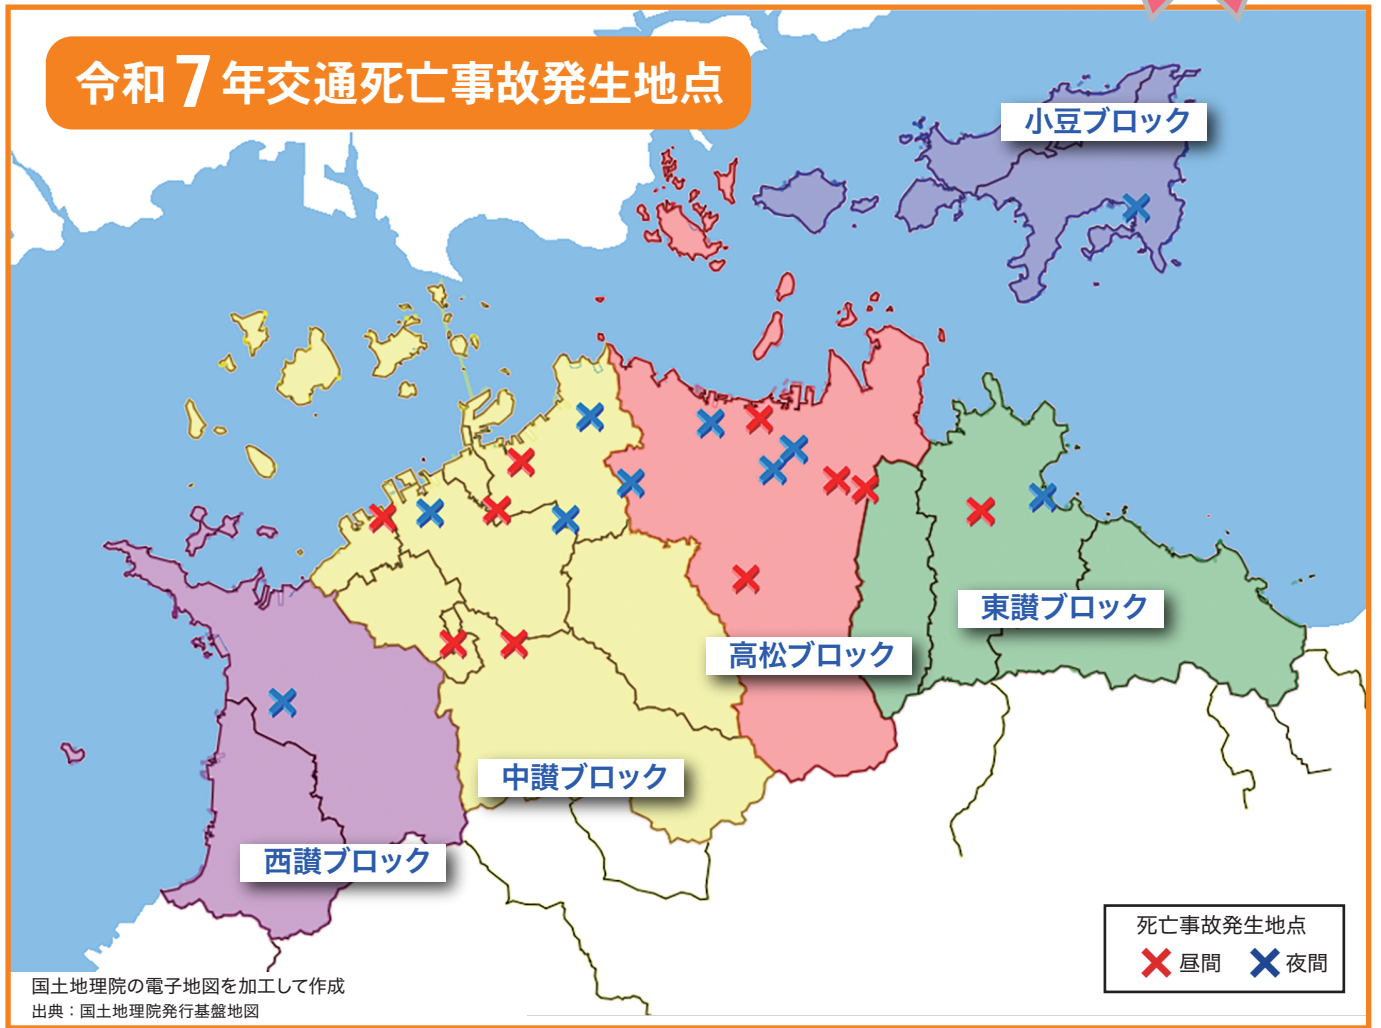 令和7年交通死亡事故発生地点
小豆ブロック
東讃ブロック
高松ブロック
中讃ブロック
西讃ブロック
死亡事故発生地点
昼間 夜間
国土地理院の電子地図を加工して作成
出典：国土地理院発行基盤地図